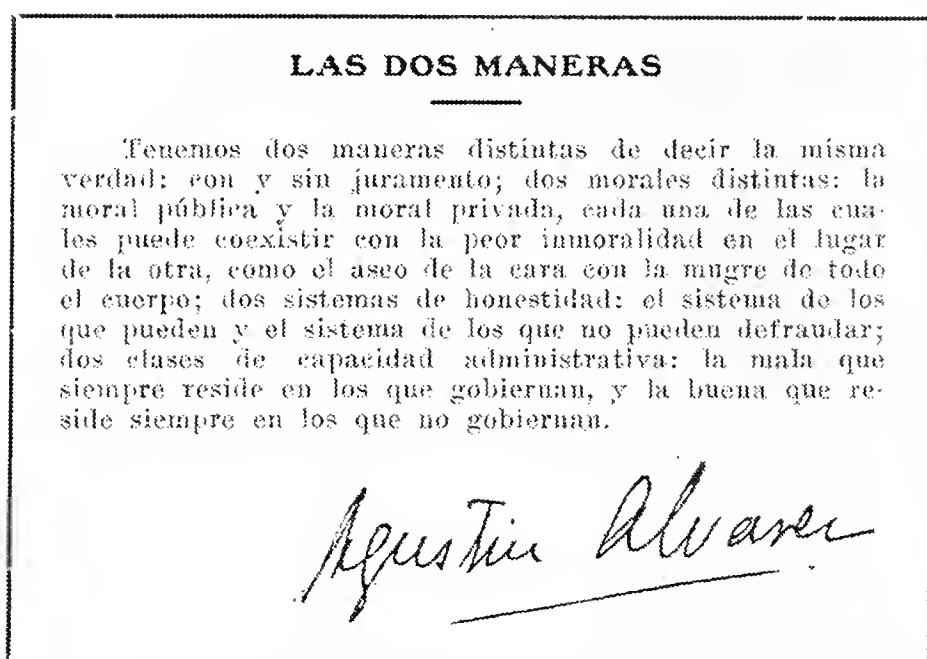 LAS DOS MANERAS
Tenemos dos maneras distintas de decir la misma
verdad: con y sin juramento; dos morales distintas: la
moral pública y la moral privada, cada una de las cua-
les puede coexistir con la peor inmoralidad en el lugar
de la otra, como el aseo de la cara con la mugre de todo
el cuerpo; dos sistemas de honestidad: el sistema de los
que pueden y el sistema de los que no pueden defraudar;
dos clases de capacidad administrativa: la mala que
siempre reside en los que gobiernan, y la buena que re-
side siempre en los que no gobiernan.
Agustin Alvarez